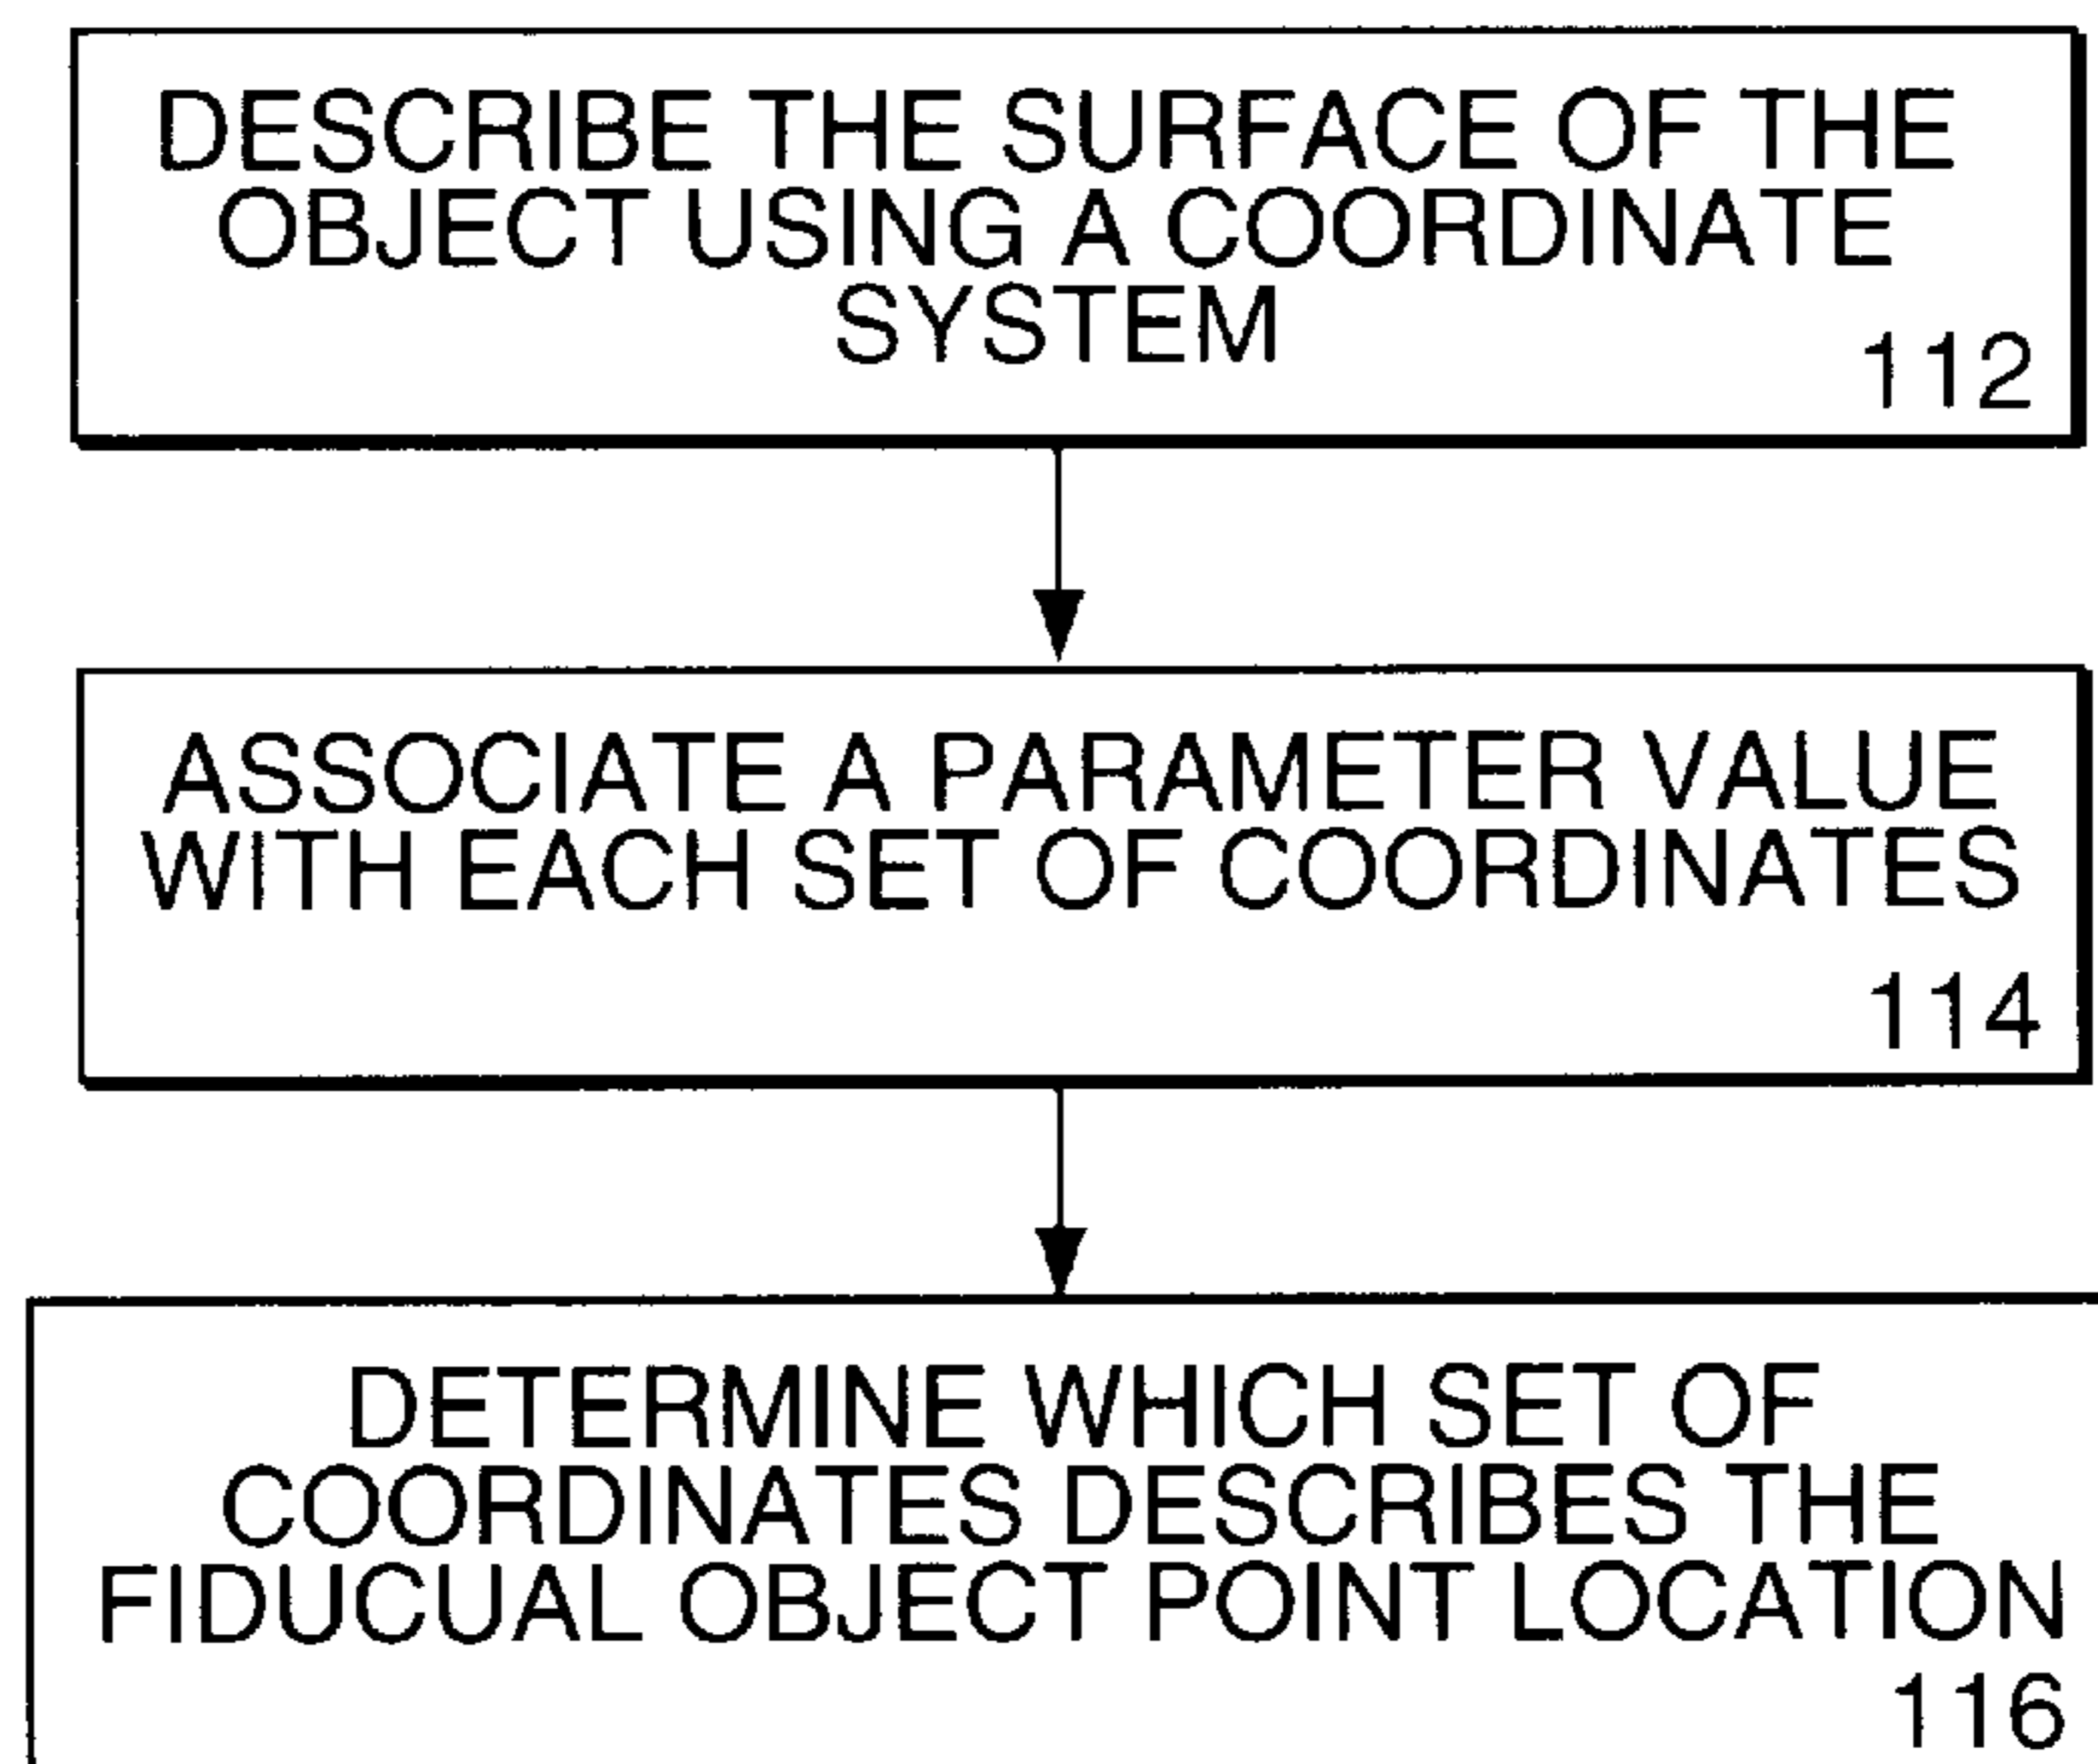 DESCRIBE THE SURFACE OF THE
OBJECT USING A COORDINATE
SYSTEM
112
ASSOCIATE A PARAMETER VALUE
WITH EACH SET OF COORDINATES
114
DETERMINE WHICH SET OF
COORDINATES DESCRIBES THE
FIDUCUAL OBJECT POINT LOCATION
116